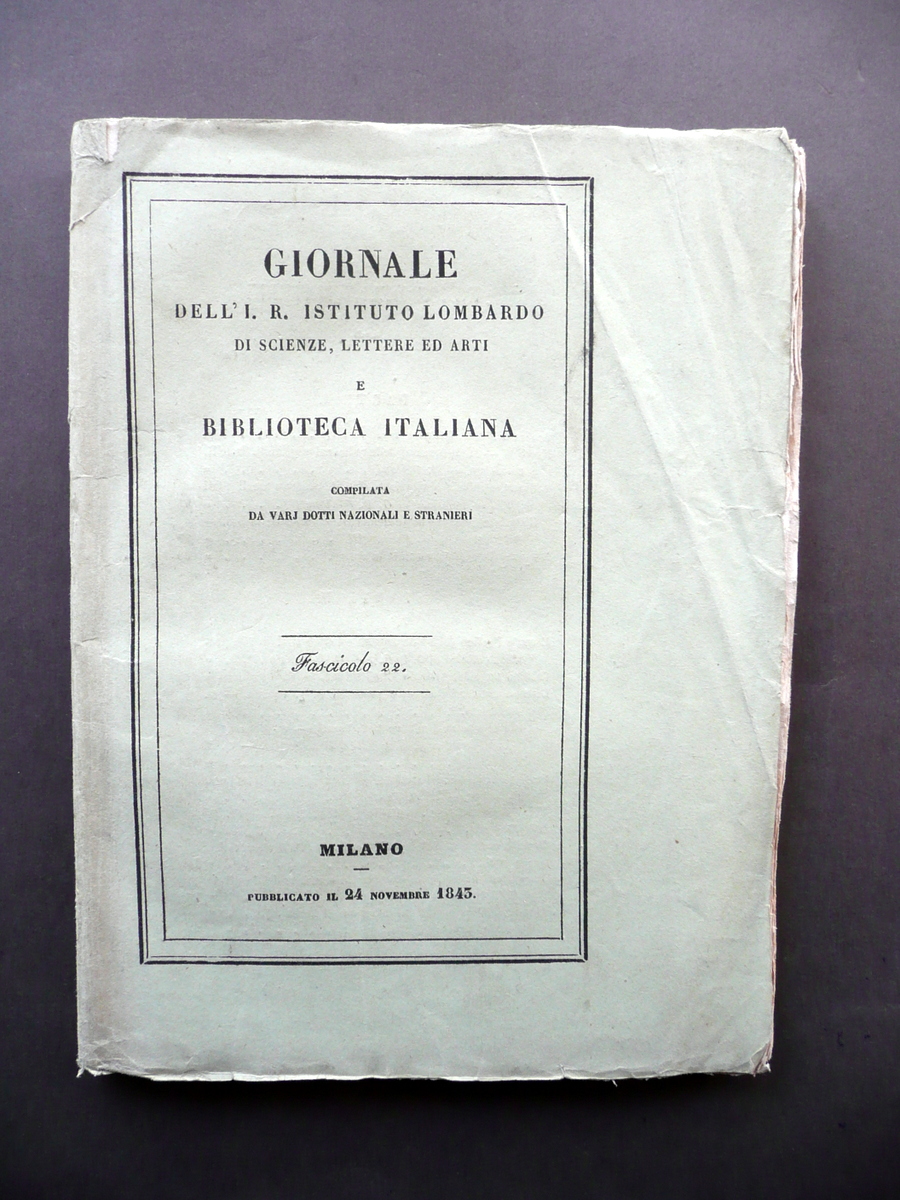 GIORNALE
DELL' I. R. ISTITUTO LOMBARDO
DI SCIENZE, LETTERE ED ARTI
E
BIBLIOTECA ITALIANA
COMPILATA
DA VARJ DOTTI NAZIONALI E STRANIERI
Fascicolo 22.
MILANO
PUBBLICATO IL 24 NOVEMBRE 1843.